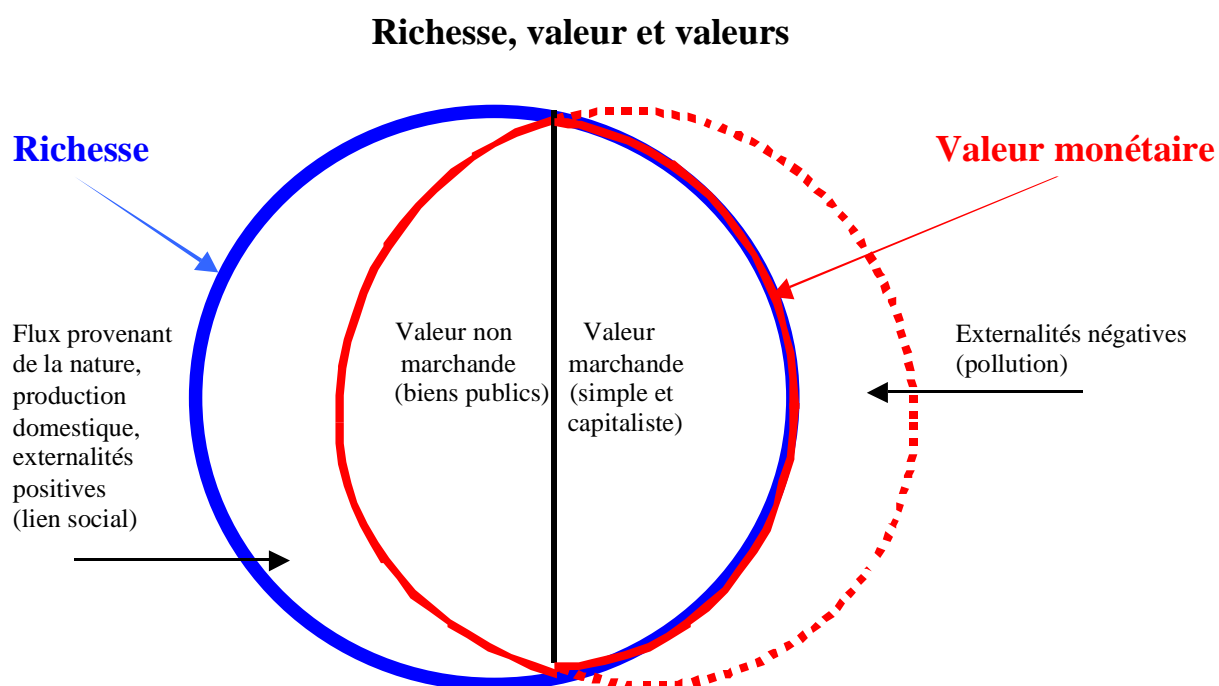 Richesse, valeur et valeurs
Richesse
Valeur monétaire
Flux provenant
de la nature,
production
domestique,
externalités
positives
(lien social)
Valeur non
marchande
(biens publics)
Valeur
marchande
(simple et
capitaliste)
Externalités négatives
(pollution)